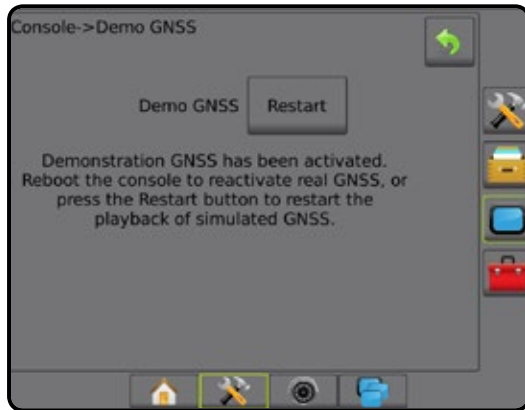 Console->Demo GNSS
Demo GNSS Restart
Demonstration GNSS has been activated.
Reboot the console to reactivate real GNSS, or
press the Restart button to restart the
playback of simulated GNSS.